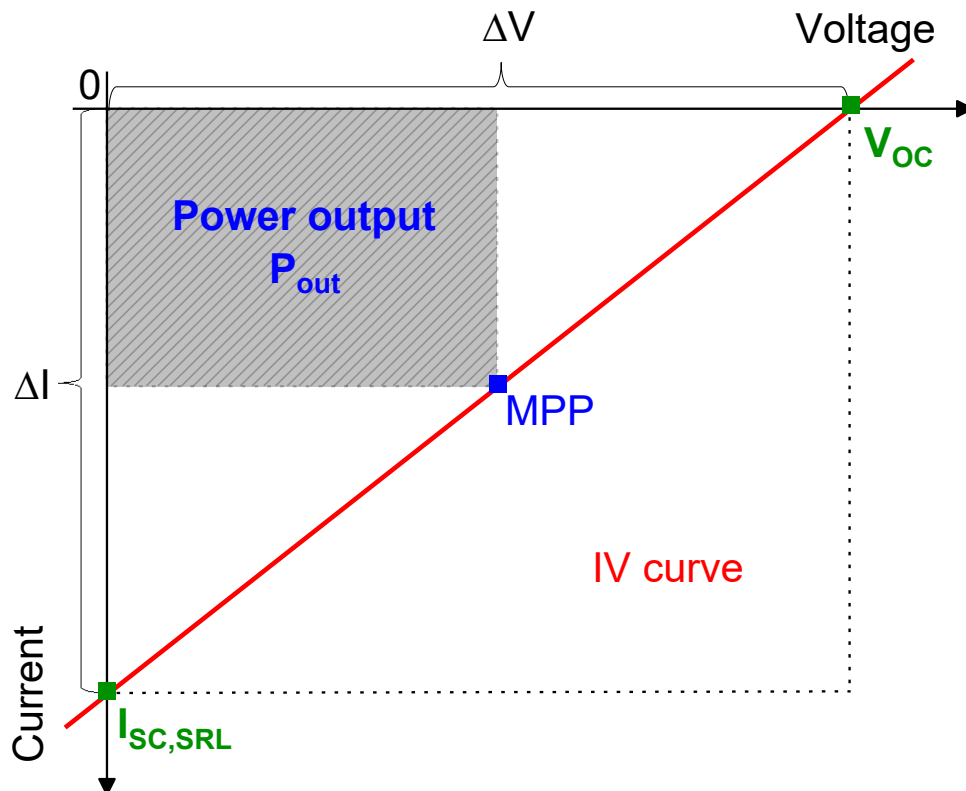 ΔV
Voltage
0
V_OC
Power output
P_out
ΔI
MPP
IV curve
Current
I_SC,SRL